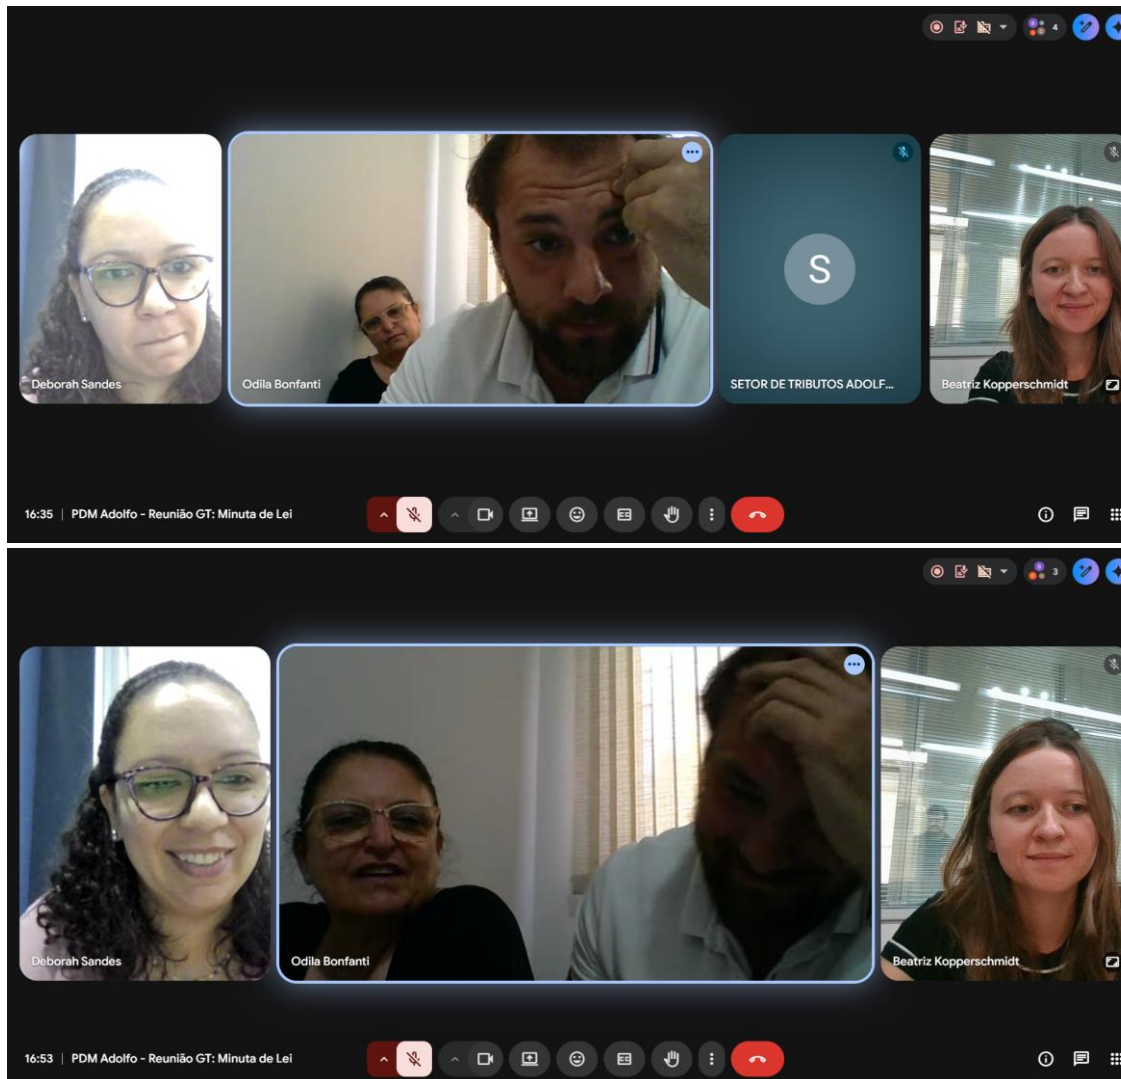 4
Deborah Sandes
Odila Bonfanti
S
SETOR DE TRIBUTOS ADOLF...
Beatriz Kopperschmidt
16:35 | PDM Adolfo - Reunião GT: Minuta de Lei
3
Deborah Sandes
Odila Bonfanti
Beatriz Kopperschmidt
16:53 | PDM Adolfo - Reunião GT: Minuta de Lei